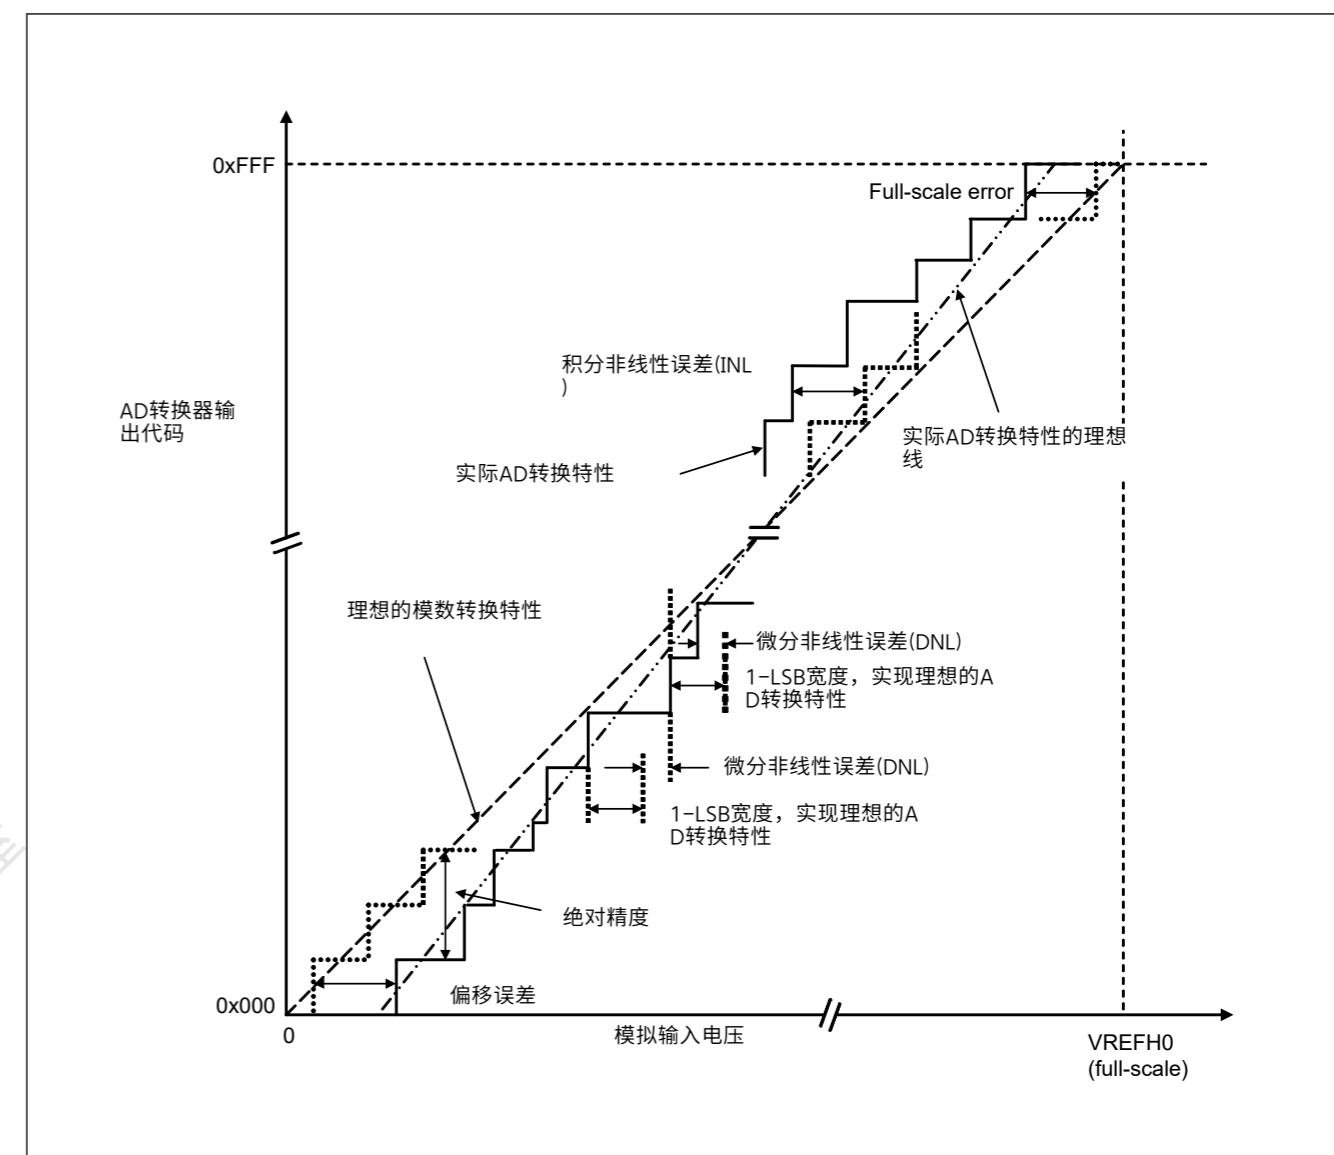 0xFFF
Full-scale error
积分非线性误差(INL
)
AD转换器输
出代码
实际AD转换特性的理想
线
实际AD转换特性
理想的模数转换特性
微分非线性误差(DNL)
1-LSB宽度，实现理想的A
D转换特性
微分非线性误差(DNL)
1-LSB宽度，实现理想的A
D转换特性
绝对精度
偏移误差
0x000
0
模拟输入电压
VREFH0
(full-scale)